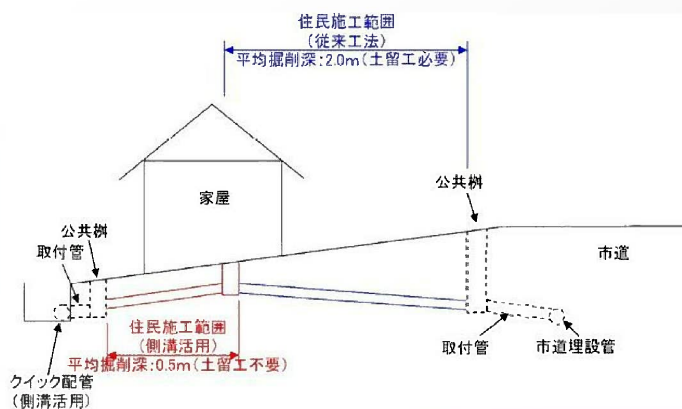 住民施工範囲
(従来工法)
平均掘削深:2.0m(土留工必要)
公共桝
家屋
公共桝
取付管
市道
住民施工範囲
(側溝活用)
平均掘削深:0.5m(土留工不要)
取付管
市道埋設管
クイック配管
(側溝活用)